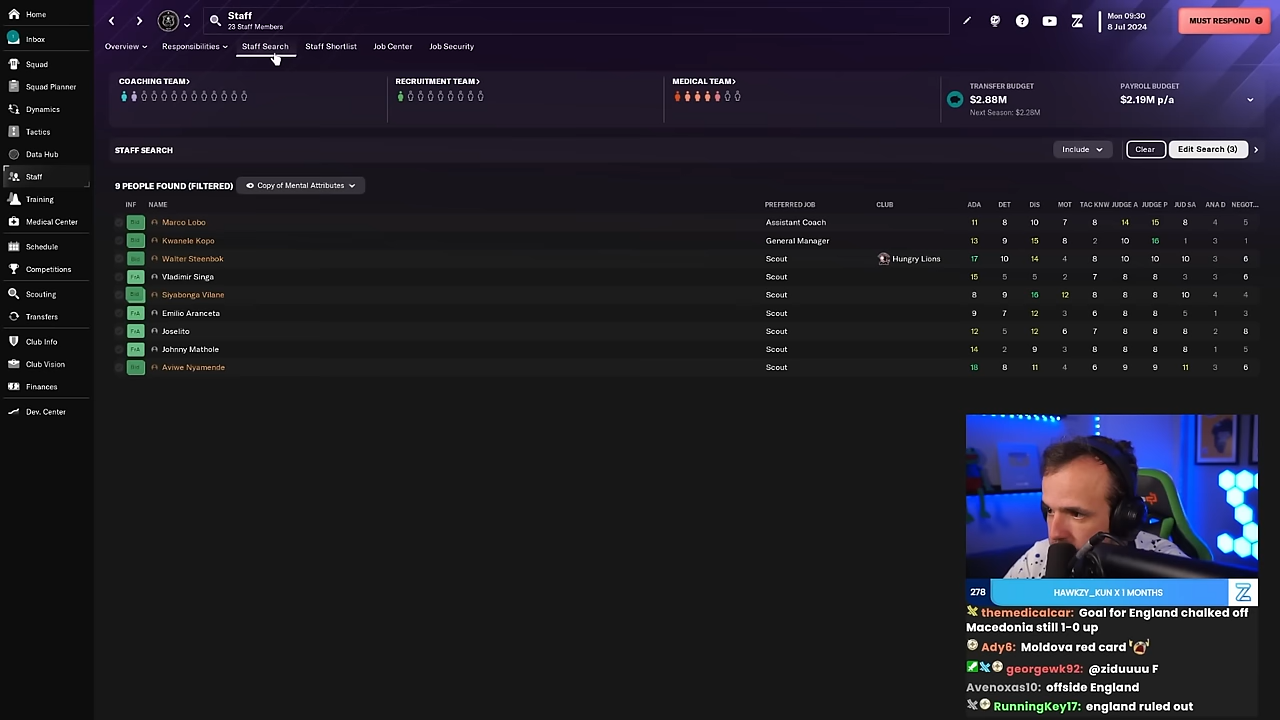 Home
Inbox
Squad
Squad Planner
Dynamics
Tactics
Data Hub
Staff
Training
Medical Center
Schedule
Competitions
Scouting
Transfers
Club Info
Club Vision
Finances
Dev. Center
Staff
23 Staff Members
Mon 09:30
8 Jul 2024
MUST RESPOND
Overview Responsibilities Staff Search Staff Shortlist Job Center Job Security
COACHING TEAM> RECRUITMENT TEAM> MEDICAL TEAM>
TRANSFER BUDGET PAYROLL BUDGET
$2.88M $2.19M p/a
Next Season: $2.28M
STAFF SEARCH Include Clear Edit Search (3)
9 PEOPLE FOUND (FILTERED) Copy of Mental Attributes
INF NAME PREFERRED JOB CLUB ADA DET DIS MOT TAC KNW JUDGE A JUDGE P JUD SA ANA D NEGOT...
Marco Lobo Assistant Coach 11 8 10 7 8 14 15 8 4 5
Kwanele Kopo General Manager 13 9 15 8 2 10 16 1 3 1
Walter Steenbok Scout Hungry Lions 17 10 14 4 8 10 10 10 3 6
FrA Vladimir Singa Scout 15 5 5 2 7 8 8 3 3 6
Siyabonga Vilane Scout 8 9 16 12 8 8 8 10 4 4
FrA Emilio Aranceta Scout 9 7 12 3 6 8 8 5 1 3
FrA Joselito Scout 12 5 12 6 7 8 8 8 2 8
FrA Johnny Mathole Scout 14 2 9 3 8 8 8 8 1 5
Aviwe Nyamende Scout 18 8 11 4 6 9 9 11 3 6
278 HAWKZY_KUN X 1 MONTHS
themedicalcar: Goal for England chalked off
Macedonia still 1-0 up
Ady6: Moldova red card
georgewk92: @ziduuuu F
Avenoxas10: offside England
RunningKey17: england ruled out